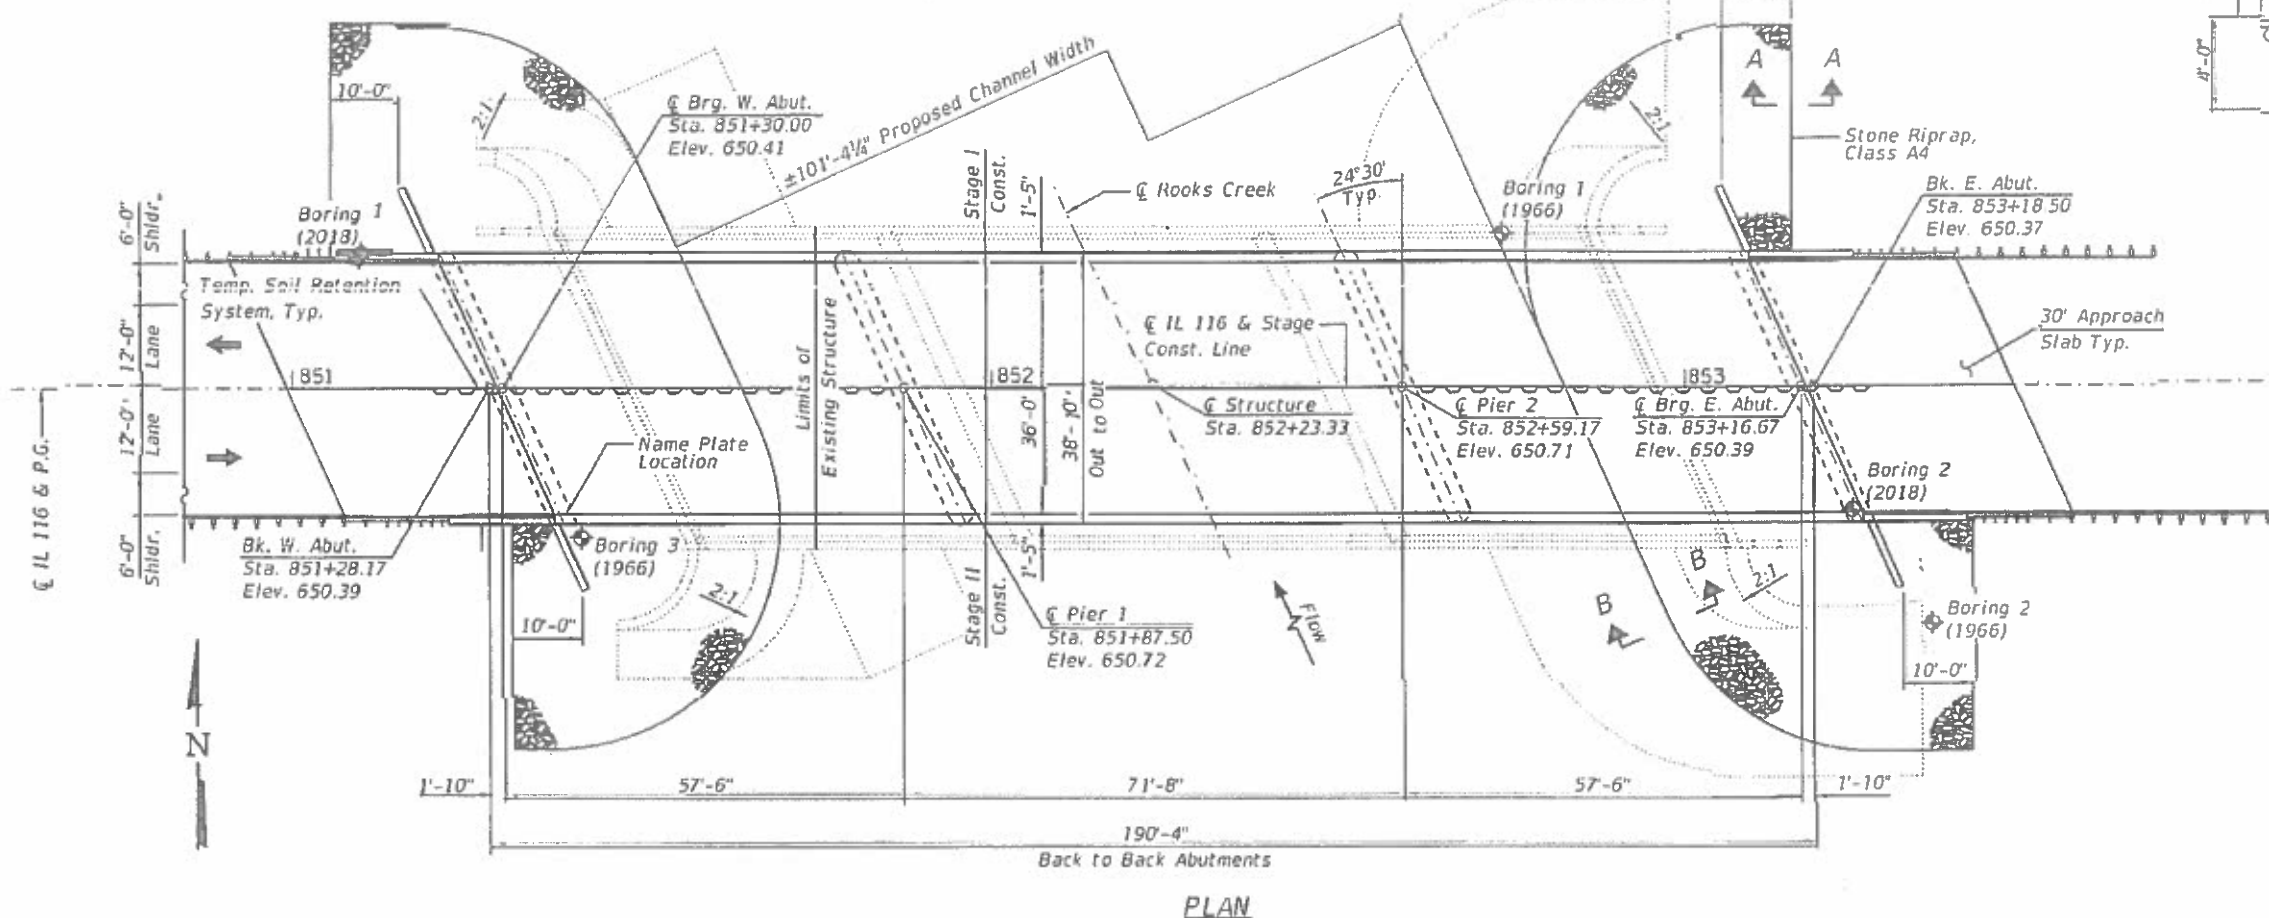 4'-0"
A A
10'-0"
2:1
℄ Brg. W. Abut.
Sta. 851+30.00
Elev. 650.41
±101'-4¼" Proposed Channel Width
Stage I
Const.
1'-5"
℄ Rooks Creek
24°30'
Typ.
Boring 1
(1966)
2:1
Stone Riprap,
Class A4
Bk. E. Abut.
Sta. 853+18.50
Elev. 650.37
6'-0"
Shldr.
Boring 1
(2018)
Temp. Soil Retention
System, Typ.
12'-0"
Lane
851
Limits of
Existing Structure
852
℄ IL 116 & Stage
Const. Line
853
30' Approach
Slab Typ.
℄ IL 116 & P.G.
12'-0"
Lane
Name Plate
Location
36'-0"
38'-10"
Out to Out
℄ Structure
Sta. 852+23.33
℄ Pier 2
Sta. 852+59.17
Elev. 650.71
℄ Brg. E. Abut.
Sta. 853+16.67
Elev. 650.39
Boring 2
(2018)
6'-0"
Shldr.
Bk. W. Abut.
Sta. 851+28.17
Elev. 650.39
Boring 3
(1966)
2:1
10'-0"
Stage II
Const.
1'-5"
℄ Pier 1
Sta. 851+87.50
Elev. 650.72
Flow
B B
2:1
Boring 2
(1966)
10'-0"
N
1'-10" 57'-6" 71'-8" 57'-6" 1'-10"
190'-4"
Back to Back Abutments
PLAN